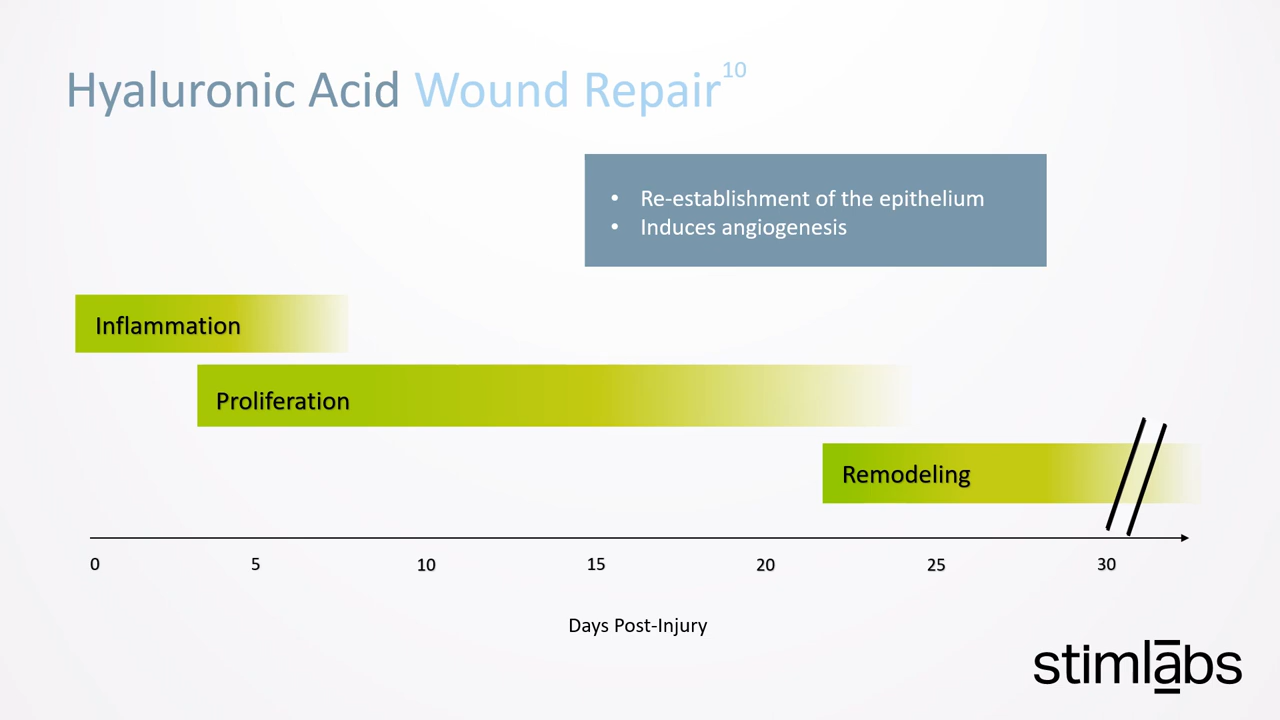 Hyaluronic Acid Wound Repair10
• Re-establishment of the epithelium
• Induces angiogenesis
Inflammation
Proliferation
Remodeling
0 5 10 15 20 25 30
Days Post-Injury
stimlābs